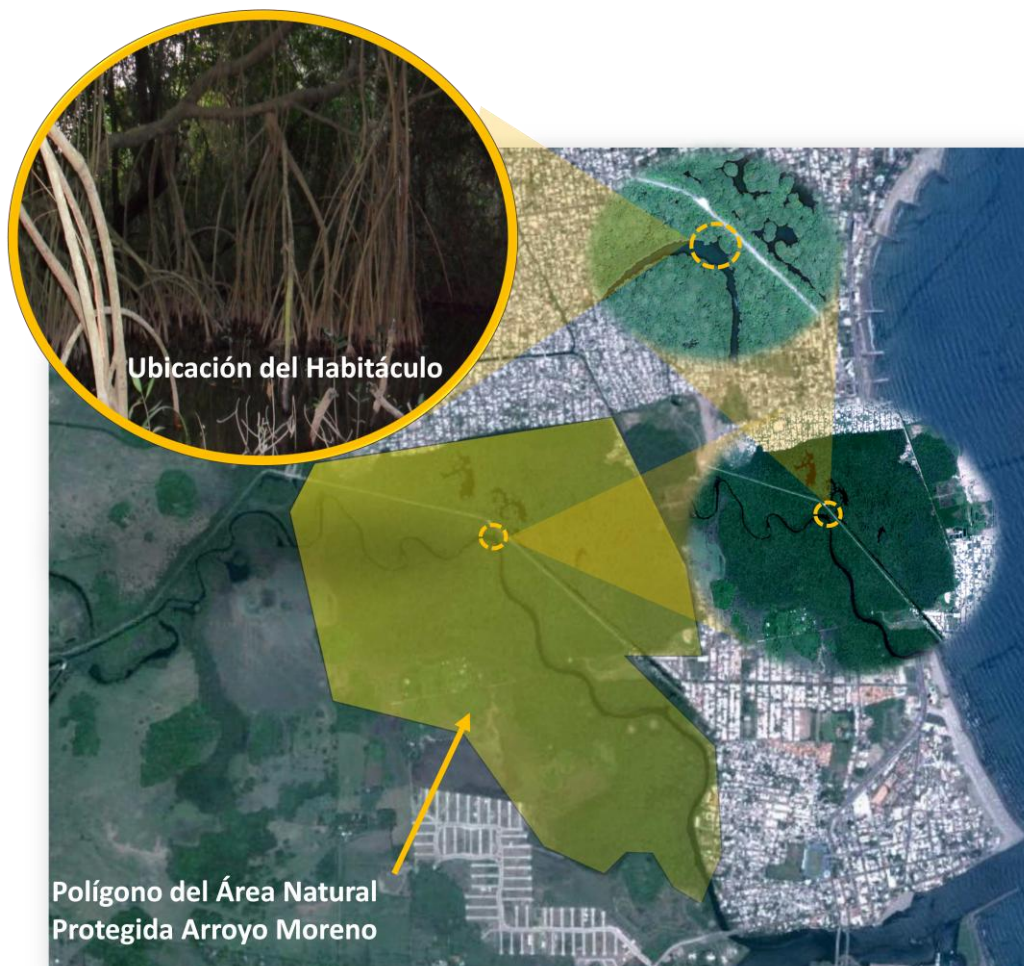 Ubicación del Habitáculo
Polígono del Área Natural
Protegida Arroyo Moreno